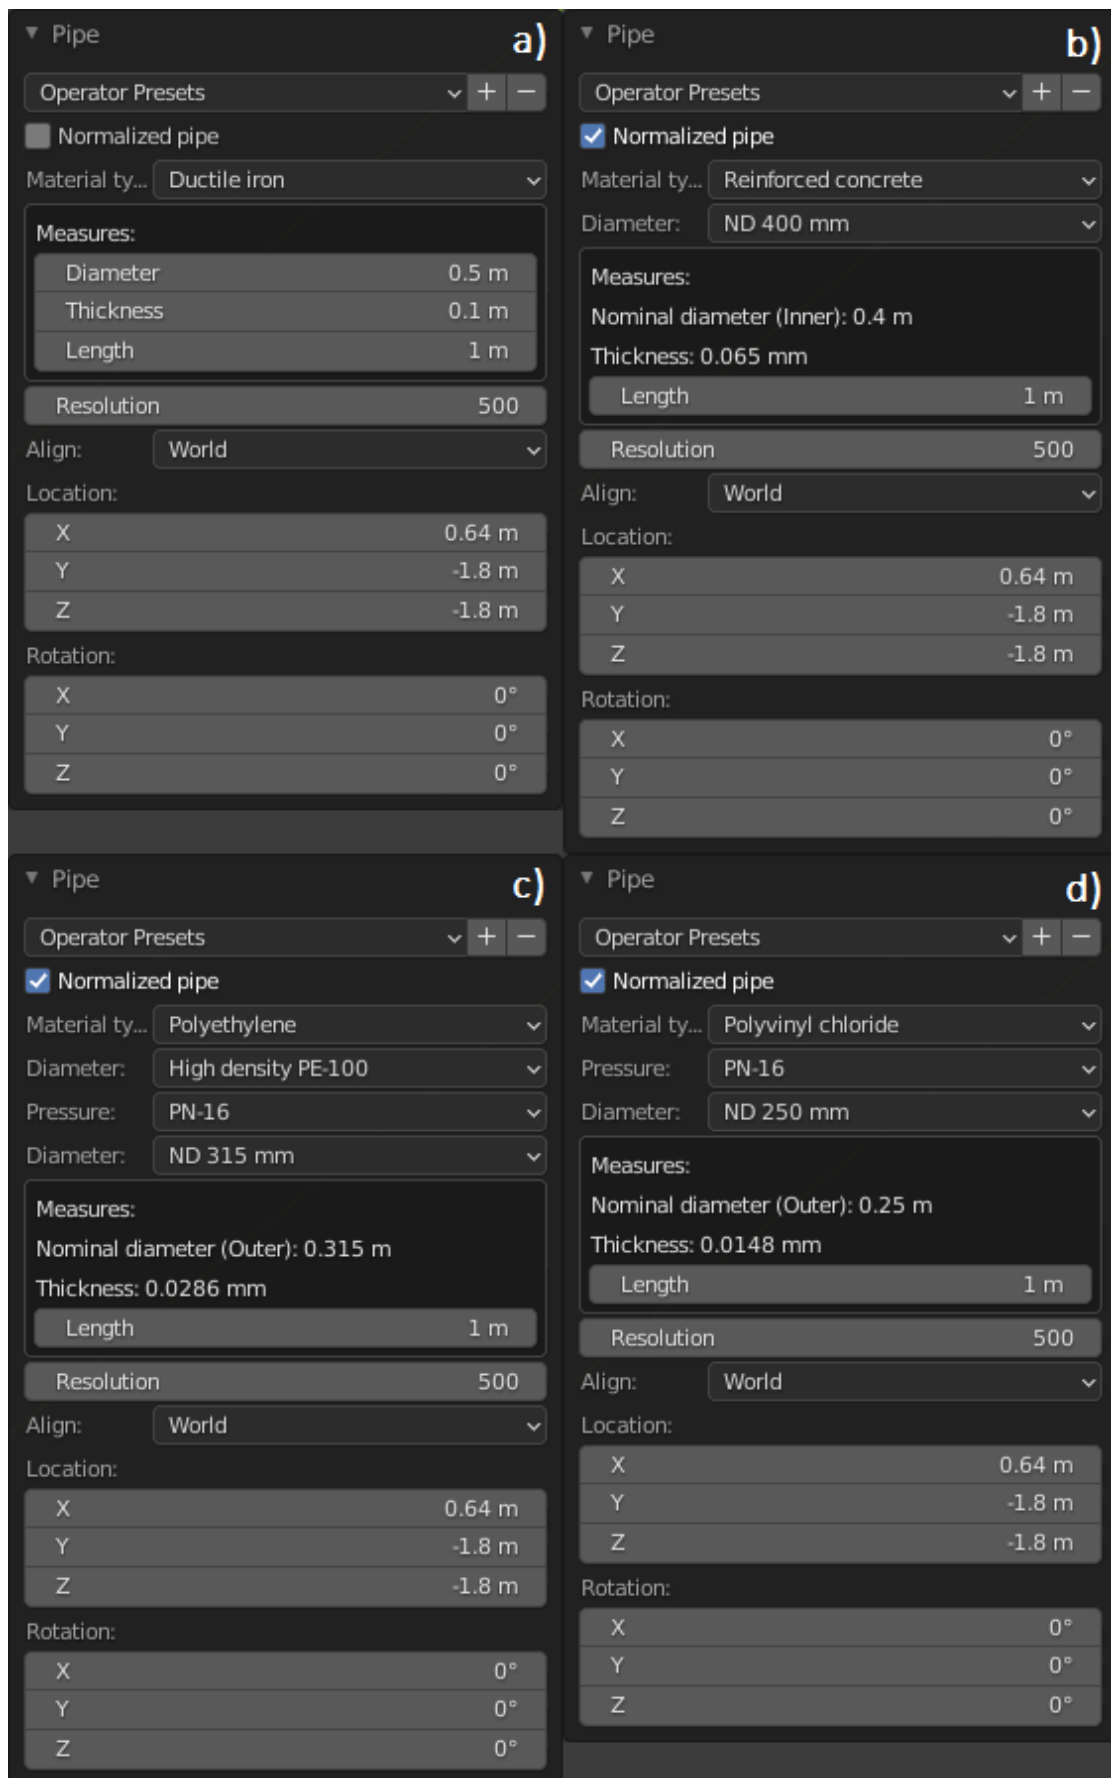 Pipe
a)
Operator Presets
+ −
Normalized pipe
Material ty... Ductile iron
Measures:
Diameter 0.5 m
Thickness 0.1 m
Length 1 m
Resolution 500
Align: World
Location:
X 0.64 m
Y -1.8 m
Z -1.8 m
Rotation:
X 0°
Y 0°
Z 0°
Pipe
b)
Operator Presets
+ −
Normalized pipe
Material ty... Reinforced concrete
Diameter: ND 400 mm
Measures:
Nominal diameter (Inner): 0.4 m
Thickness: 0.065 mm
Length 1 m
Resolution 500
Align: World
Location:
X 0.64 m
Y -1.8 m
Z -1.8 m
Rotation:
X 0°
Y 0°
Z 0°
Pipe
c)
Operator Presets
+ −
Normalized pipe
Material ty... Polyethylene
Diameter: High density PE-100
Pressure: PN-16
Diameter: ND 315 mm
Measures:
Nominal diameter (Outer): 0.315 m
Thickness: 0.0286 mm
Length 1 m
Resolution 500
Align: World
Location:
X 0.64 m
Y -1.8 m
Z -1.8 m
Rotation:
X 0°
Y 0°
Z 0°
Pipe
d)
Operator Presets
+ −
Normalized pipe
Material ty... Polyvinyl chloride
Pressure: PN-16
Diameter: ND 250 mm
Measures:
Nominal diameter (Outer): 0.25 m
Thickness: 0.0148 mm
Length 1 m
Resolution 500
Align: World
Location:
X 0.64 m
Y -1.8 m
Z -1.8 m
Rotation:
X 0°
Y 0°
Z 0°